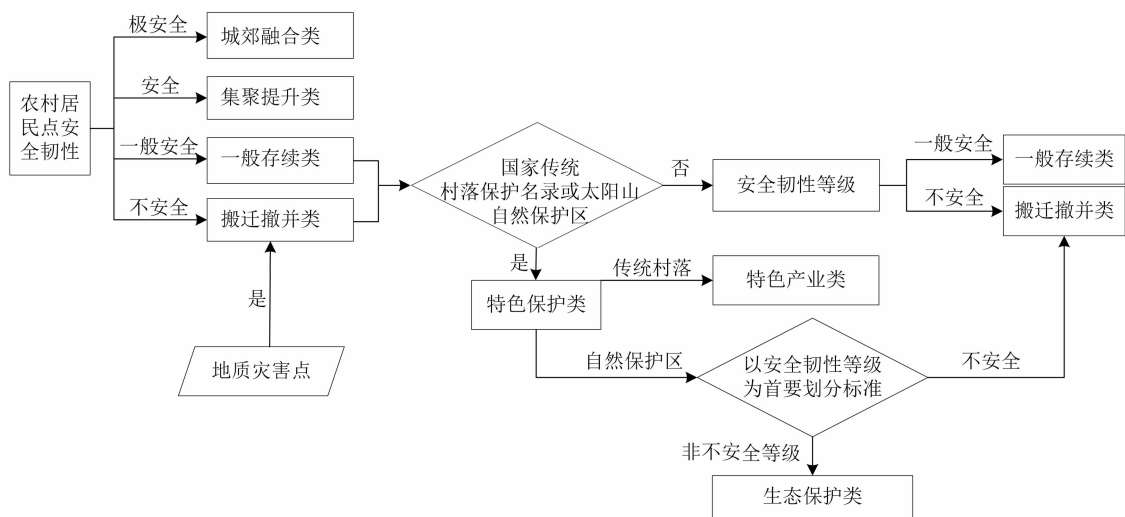 极安全
城郊融合类
农村居
民点安
全韧性
安全
集聚提升类
一般安全
一般存续类
不安全
搬迁撤并类
是
地质灾害点
国家传统
村落保护名录或太阳山
自然保护区
否
安全韧性等级
一般安全
一般存续类
不安全
搬迁撤并类
是
特色保护类
传统村落
特色产业类
自然保护区
以安全韧性等级
为首要划分标准
不安全
非不安全等级
生态保护类